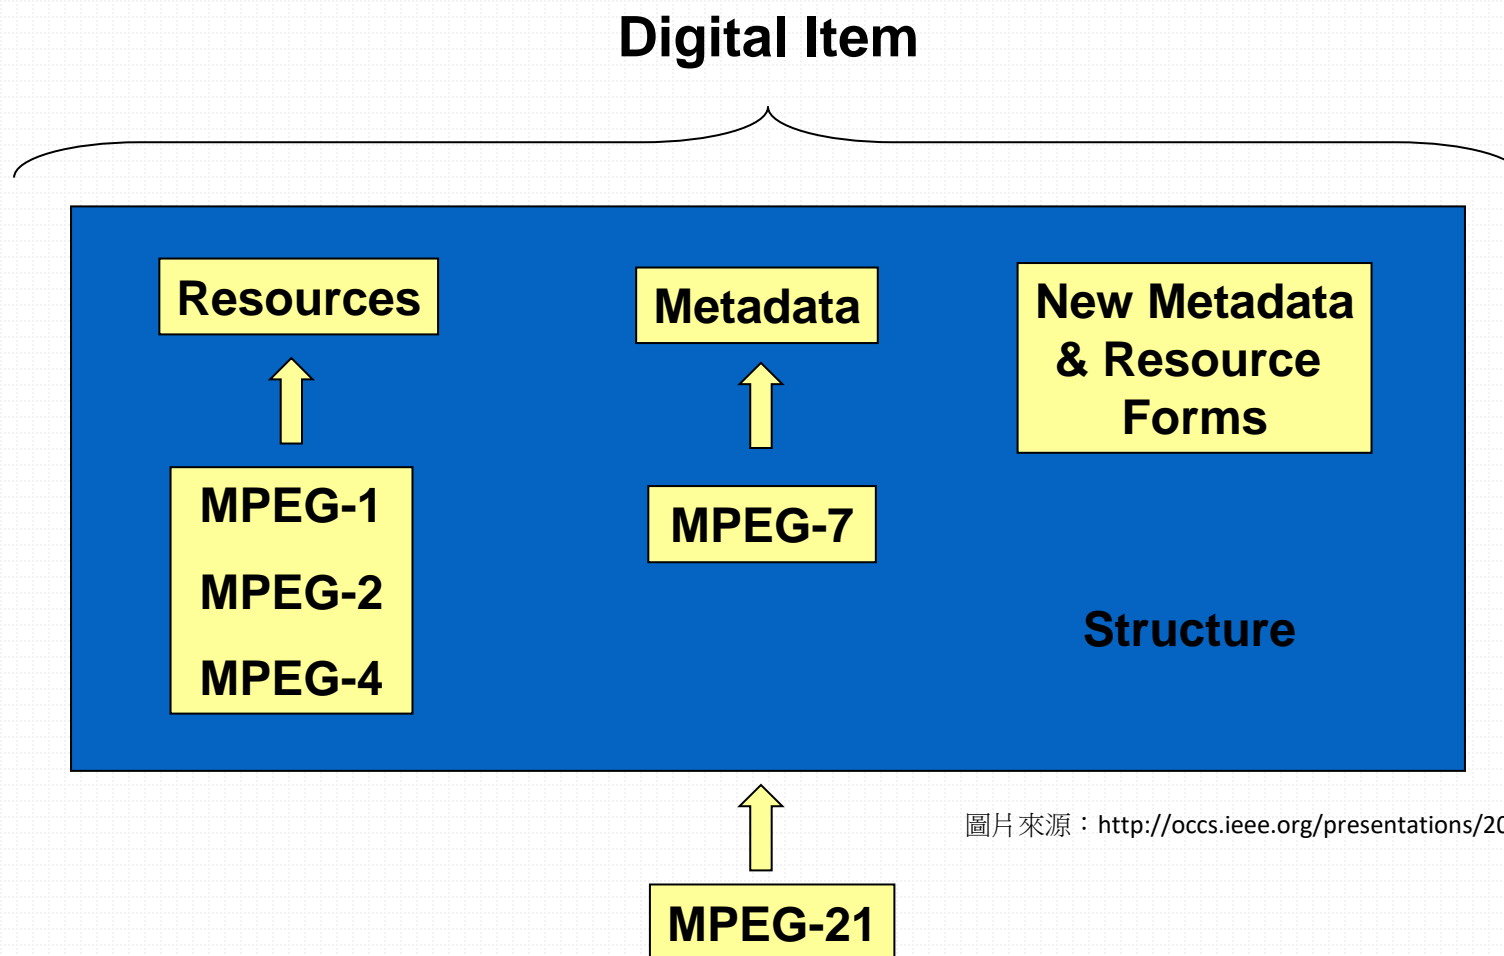 Digital Item
Resources
Metadata
New Metadata
& Resource
Forms
MPEG-1
MPEG-2
MPEG-4
MPEG-7
Structure
圖片來源：http://occs.ieee.org/presentations/20
MPEG-21